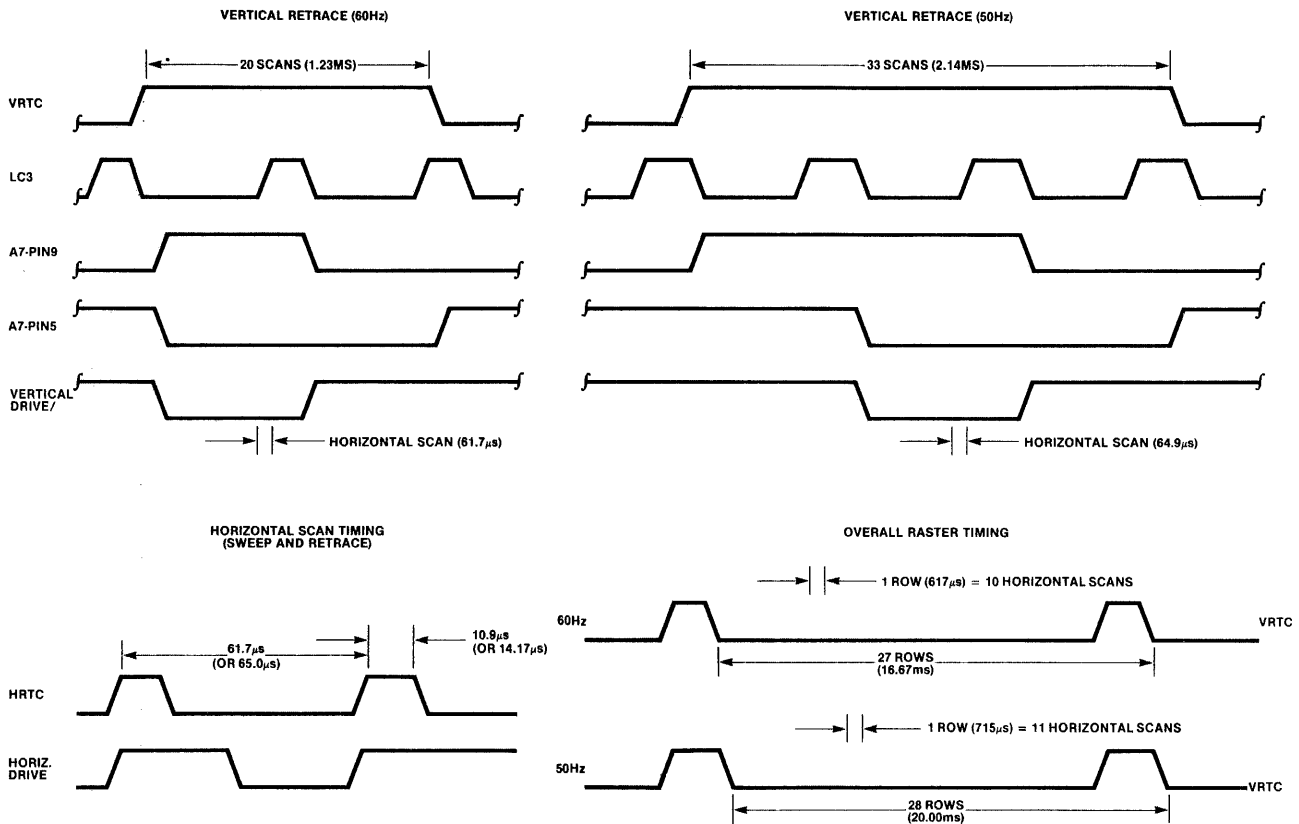 VERTICAL RETRACE (60Hz)
20 SCANS (1.23MS)
VRTC
LC3
A7-PIN9
A7-PIN5
VERTICAL
DRIVE/
HORIZONTAL SCAN (61.7µs)
VERTICAL RETRACE (50Hz)
33 SCANS (2.14MS)
HORIZONTAL SCAN (64.9µs)
HORIZONTAL SCAN TIMING
(SWEEP AND RETRACE)
61.7µs
(OR 65.0µs)
10.9µs
(OR 14.17µs)
HRTC
HORIZ.
DRIVE
OVERALL RASTER TIMING
1 ROW (617µs) = 10 HORIZONTAL SCANS
60Hz
VRTC
27 ROWS
(16.67ms)
1 ROW (715µs) = 11 HORIZONTAL SCANS
50Hz
VRTC
28 ROWS
(20.00ms)